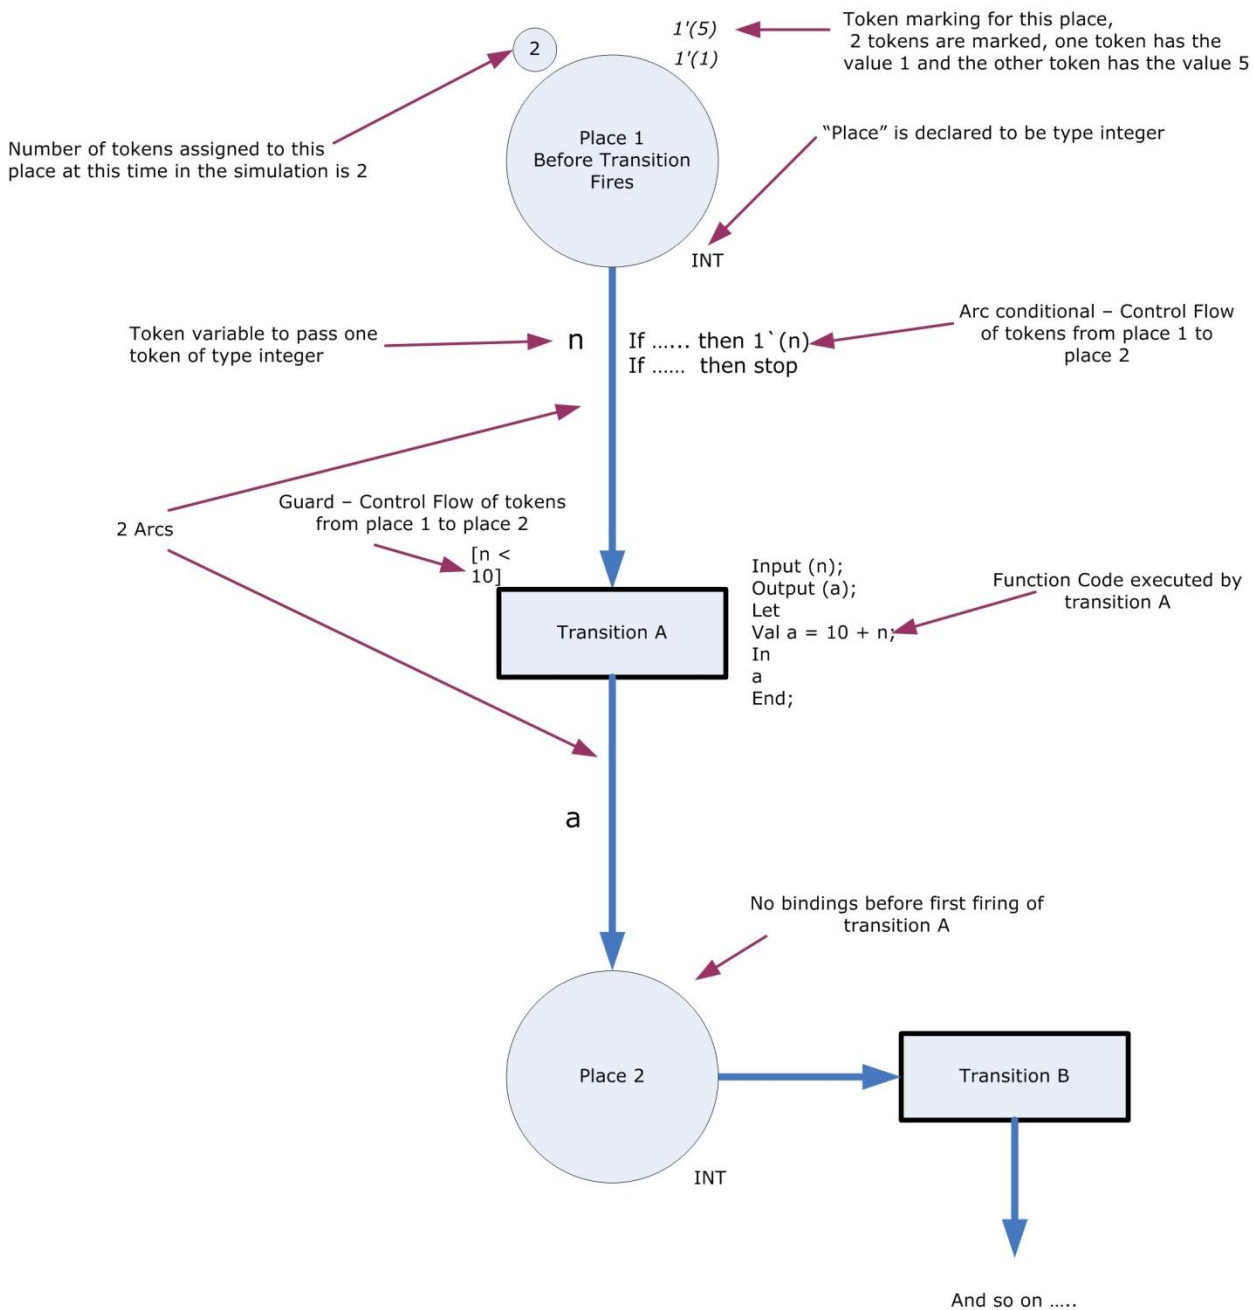 1'(5)
1'(1)
Token marking for this place,
2 tokens are marked, one token has the
value 1 and the other token has the value 5
2
Number of tokens assigned to this
place at this time in the simulation is 2
Place 1
Before Transition
Fires
“Place” is declared to be type integer
INT
Token variable to pass one
token of type integer
n
If …... then 1`(n)
If …… then stop
Arc conditional – Control Flow
of tokens from place 1 to
place 2
2 Arcs
Guard – Control Flow of tokens
from place 1 to place 2
[n <
10]
Transition A
Input (n);
Output (a);
Let
Val a = 10 + n;
In
a
End;
Function Code executed by
transition A
a
No bindings before first firing of
transition A
Place 2
INT
Transition B
And so on …..